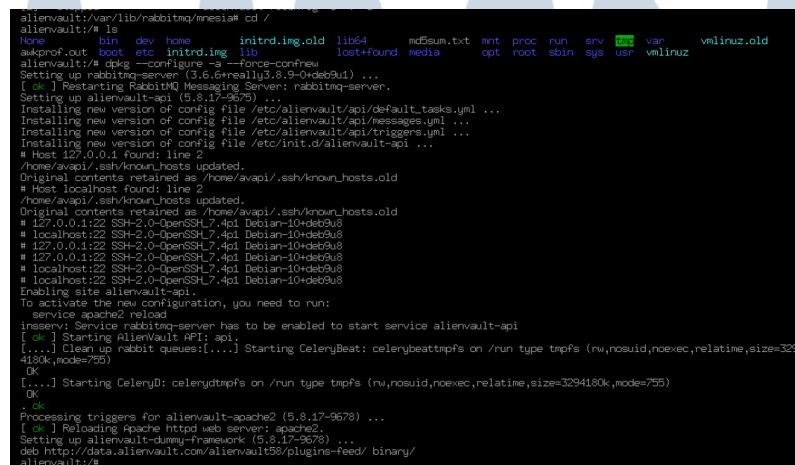 alienvault:/var/lib/rabbitmq/mnesia# cd /
alienvault:/# ls
None bin dev home initrd.img.old lib64 md5sum.txt mnt proc run srv tmp var vmlinuz.old
awkprof.out boot etc initrd.img lib lost+found media opt root sbin sys usr vmlinuz
alienvault:/# dpkg --configure -a --force-confnew
Setting up rabbitmq-server (3.6.6+really3.8.9-0+deb9u1) ...
[ ok ] Restarting RabbitMQ Messaging Server: rabbitmq-server.
Setting up alienvault-api (5.8.17-9675) ...
Installing new version of config file /etc/alienvault/api/default_tasks.yml ...
Installing new version of config file /etc/alienvault/api/messages.yml ...
Installing new version of config file /etc/alienvault/api/triggers.yml ...
Installing new version of config file /etc/init.d/alienvault-api ...
# Host 127.0.0.1 found: line 2
/home/avapi/.ssh/known_hosts updated.
Original contents retained as /home/avapi/.ssh/known_hosts.old
# Host localhost found: line 2
/home/avapi/.ssh/known_hosts updated.
Original contents retained as /home/avapi/.ssh/known_hosts.old
# 127.0.0.1:22 SSH-2.0-OpenSSH_7.4p1 Debian-10+deb9u8
# localhost:22 SSH-2.0-OpenSSH_7.4p1 Debian-10+deb9u8
# 127.0.0.1:22 SSH-2.0-OpenSSH_7.4p1 Debian-10+deb9u8
# 127.0.0.1:22 SSH-2.0-OpenSSH_7.4p1 Debian-10+deb9u8
# localhost:22 SSH-2.0-OpenSSH_7.4p1 Debian-10+deb9u8
# localhost:22 SSH-2.0-OpenSSH_7.4p1 Debian-10+deb9u8
Enabling site alienvault-api.
To activate the new configuration, you need to run:
service apache2 reload
insserv: Service rabbitmq-server has to be enabled to start service alienvault-api
[ ok ] Starting AlienVault API: api.
[....] Clean up rabbit queues:[....] Starting CeleryBeat: celerybeattmpfs on /run type tmpfs (rw,nosuid,noexec,relatime,size=329
4180k,mode=755)
OK
[....] Starting CeleryD: celerydtmpfs on /run type tmpfs (rw,nosuid,noexec,relatime,size=3294180k,mode=755)
OK
. ok
Processing triggers for alienvault-apache2 (5.8.17-9678) ...
[ ok ] Reloading Apache httpd web server: apache2.
Setting up alienvault-dummy-framework (5.8.17-9678) ...
deb http://data.alienvault.com/alienvault58/plugins-feed/ binary/
alienvault:/#